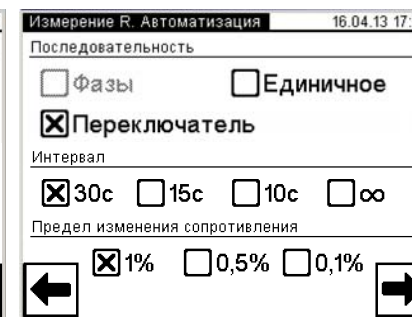 Измерение R. Автоматизация 16.04.13 17:
Последовательность
Фазы Единичное
Переключатель
Интервал
30с 15с 10с ∞
Предел изменения сопротивления
1% 0,5% 0,1%